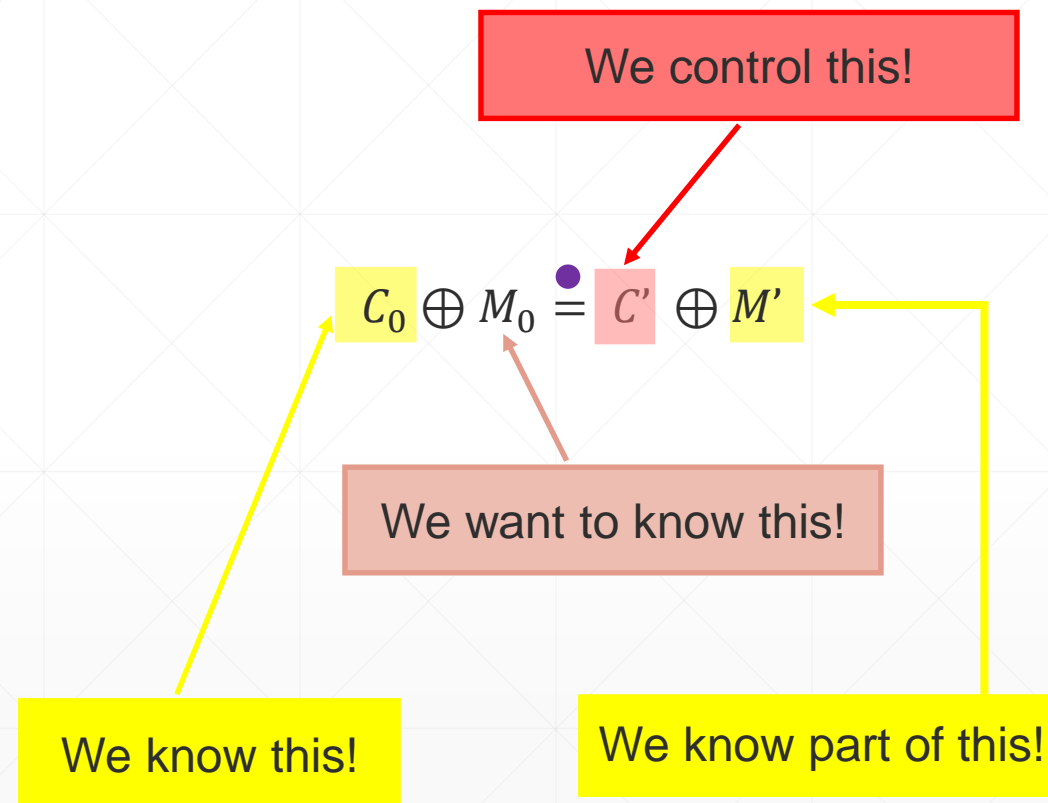 We control this!
C₀ ⊕ M₀ = C’ ⊕ M’
We want to know this!
We know this!
We know part of this!